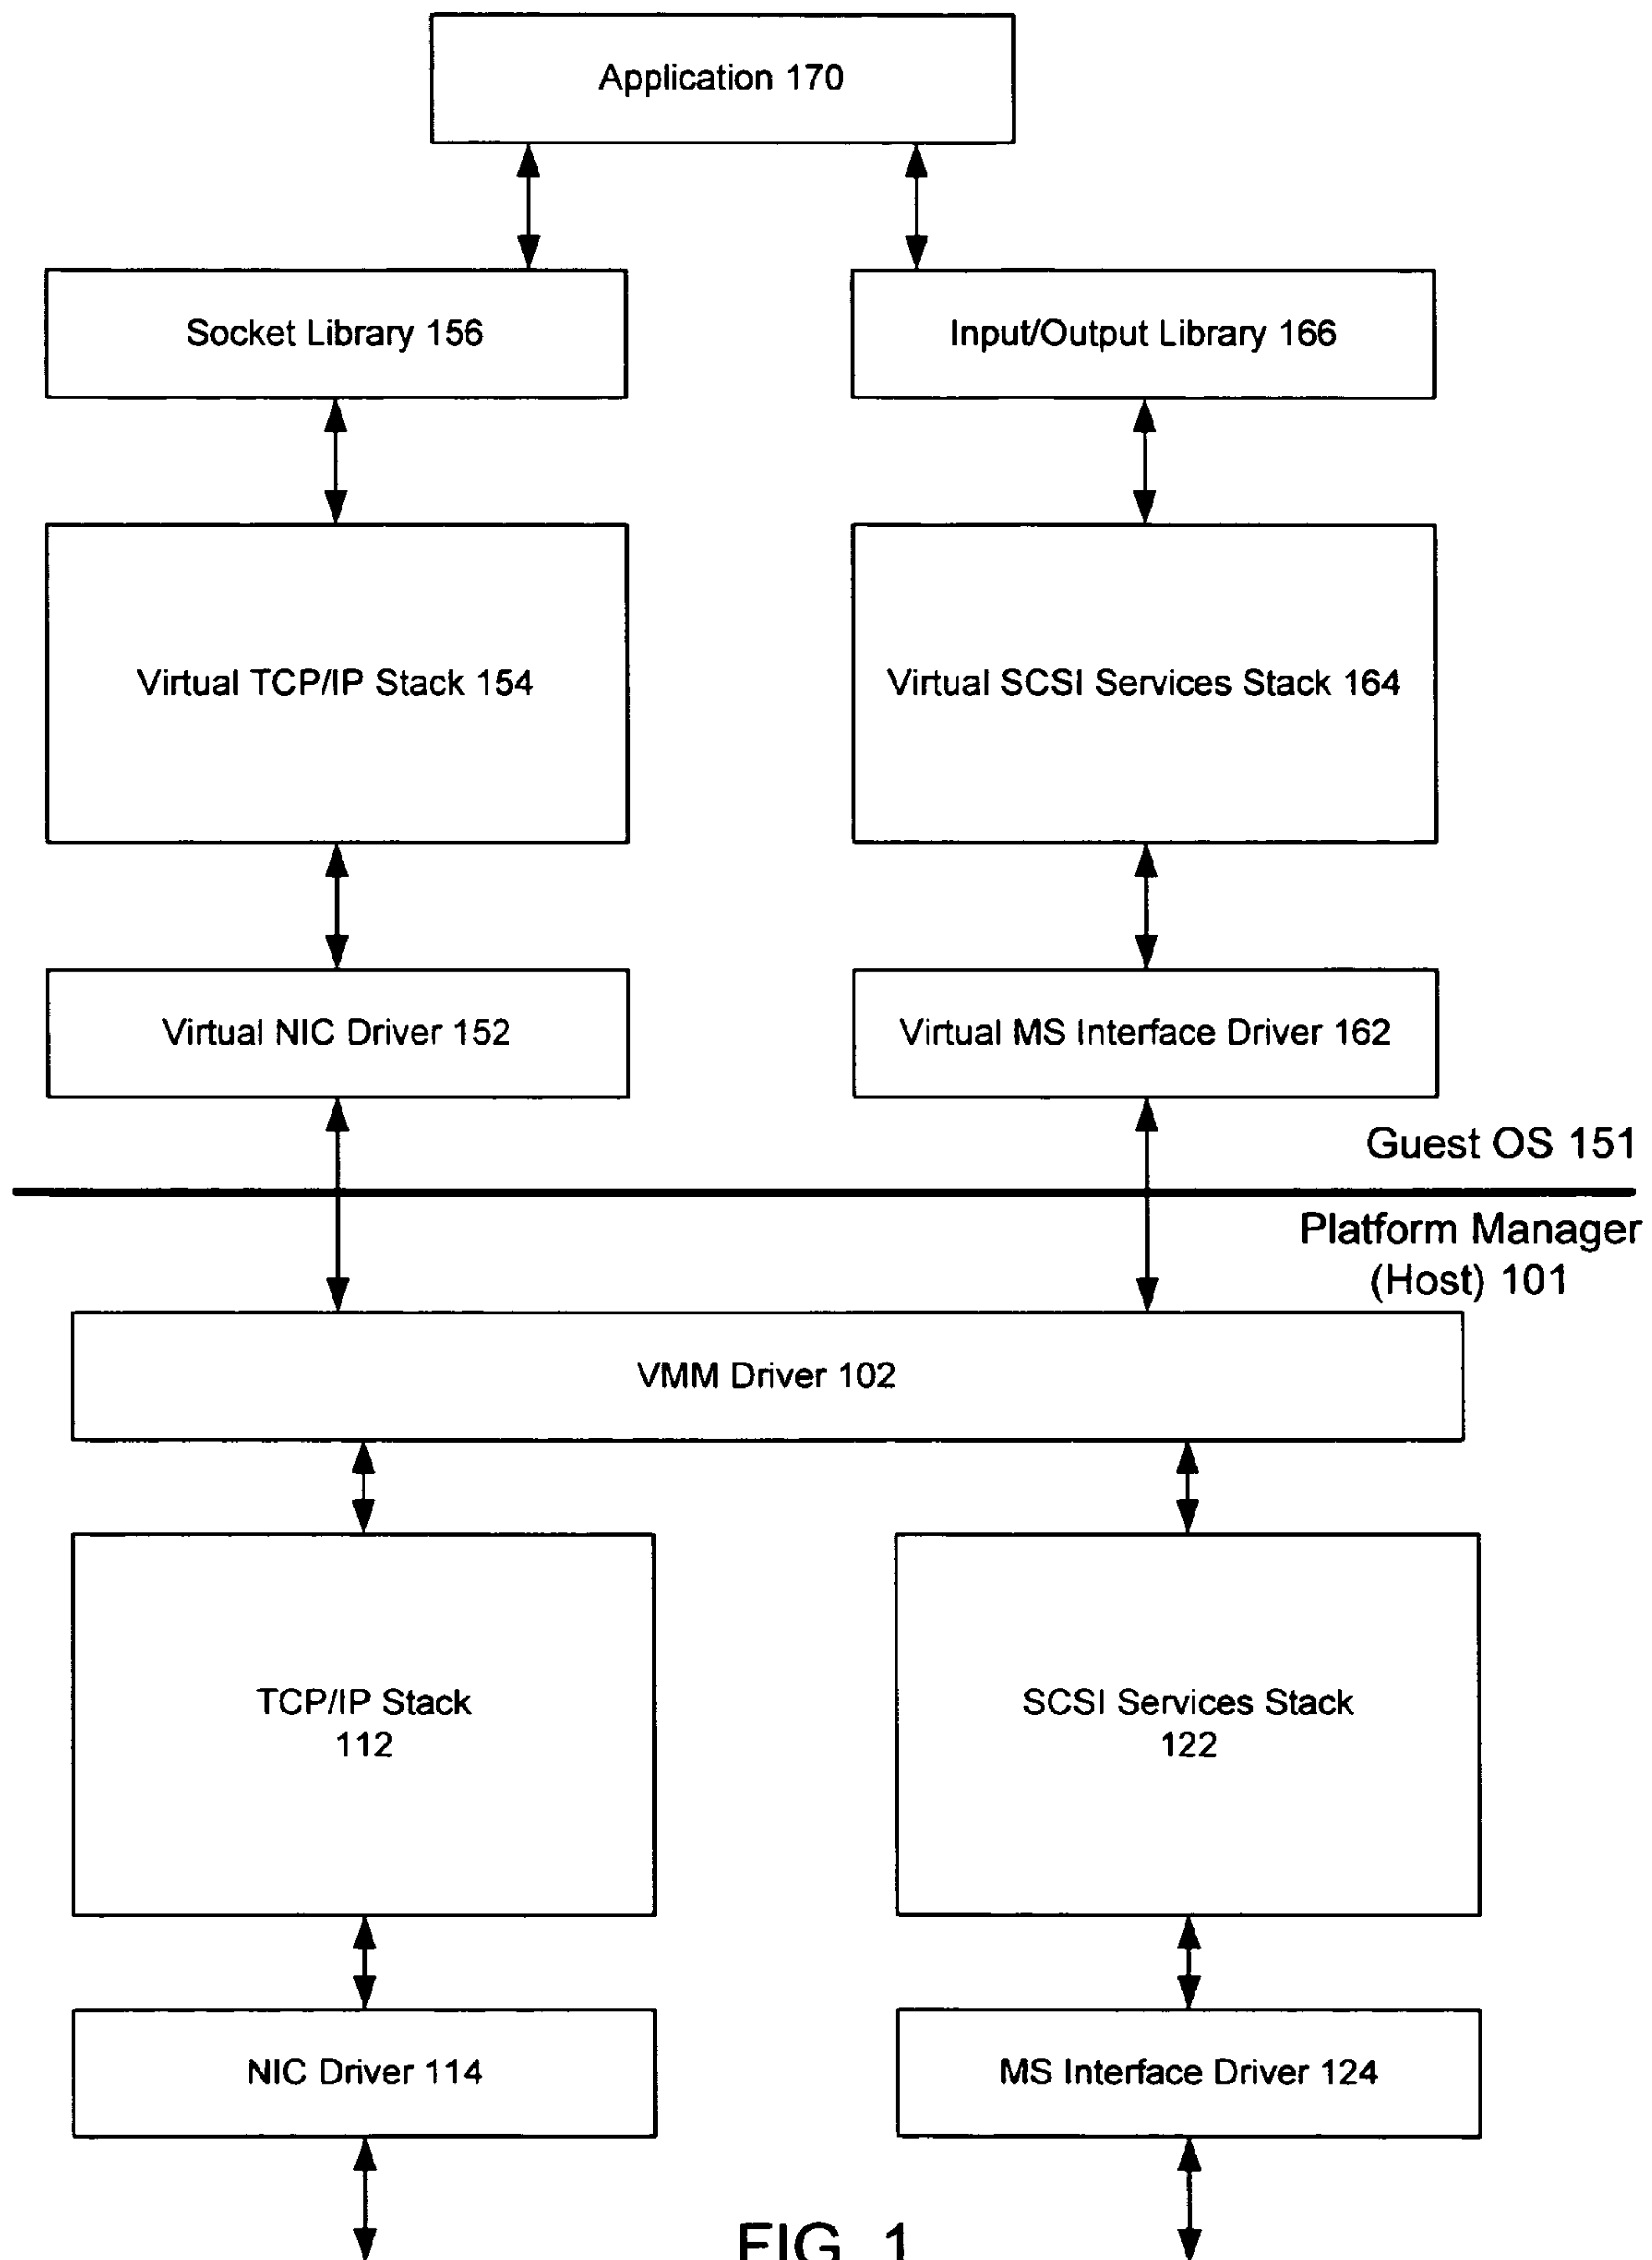 Application 170
Socket Library 156
Input/Output Library 166
Virtual TCP/IP Stack 154
Virtual SCSI Services Stack 164
Virtual NIC Driver 152
Virtual MS Interface Driver 162
Guest OS 151
Platform Manager
(Host) 101
VMM Driver 102
TCP/IP Stack
112
SCSI Services Stack
122
NIC Driver 114
MS Interface Driver 124
FIG. 1